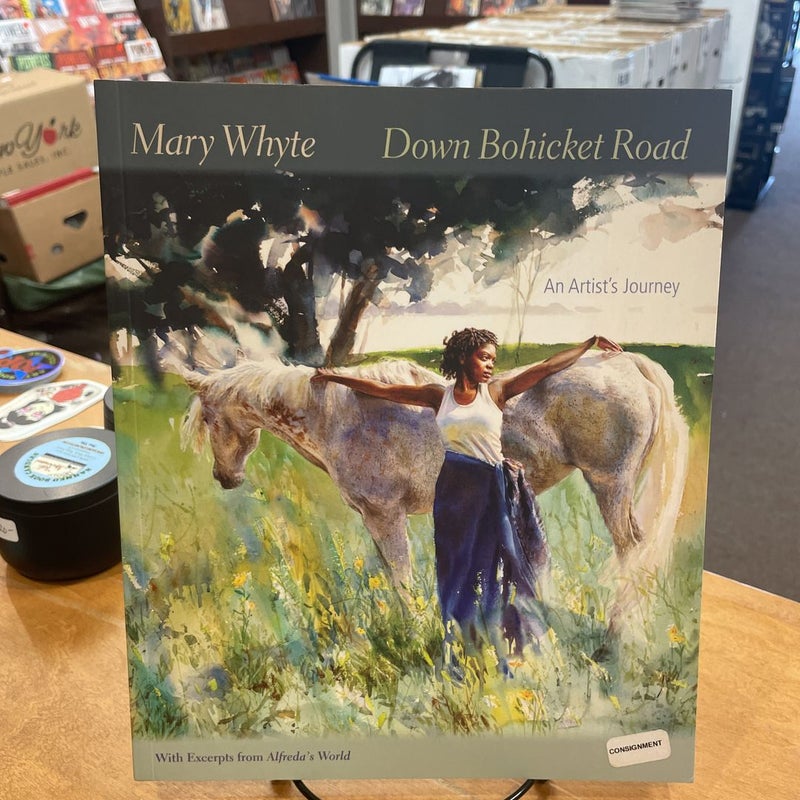 Mary Whyte
Down Bohicket Road
An Artist's Journey
With Excerpts from Alfreda's World
CONSIGNMENT